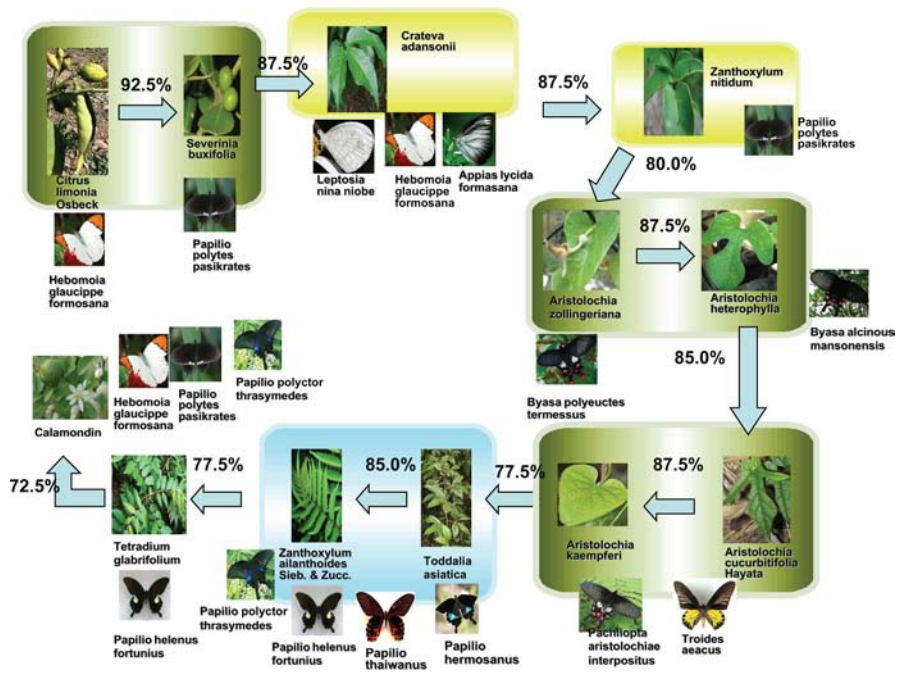 92.5%
Citrus
limonia
Osbeck
Severinia
buxifolia
Hebomoia
glaucippe
formosana
Papilio
polytes
pasikrates
87.5%
Crateva
adansonii
Leptosia
nina niobe
Hebomoia
glaucippe
formosana
Appias lycida
formasana
87.5%
Zanthoxylum
nitidum
Papilio
polytes
pasikrates
80.0%
Aristolochia
zollingeriana
87.5%
Aristolochia
heterophylla
Byasa alcinous
mansonensis
Byasa polyeuctes
termessus
85.0%
Aristolochia
cucurbitifolia
Hayata
87.5%
Aristolochia
kaempferi
Pachliopta
aristolochiae
interpositus
Troides
aeacus
77.5%
Toddalia
asiatica
85.0%
Zanthoxylum
ailanthoides
Sieb. & Zucc.
Papilio polyctor
thrasymedes
Papilio helenus
fortunius
Papilio
thaiwanus
Papilio
hermosanus
77.5%
Tetradium
glabrifolium
Papilio helenus
fortunius
72.5%
Calamondin
Hebomoia
glaucippe
formosana
Papilio
polytes
pasikrates
Papilio polyctor
thrasymedes